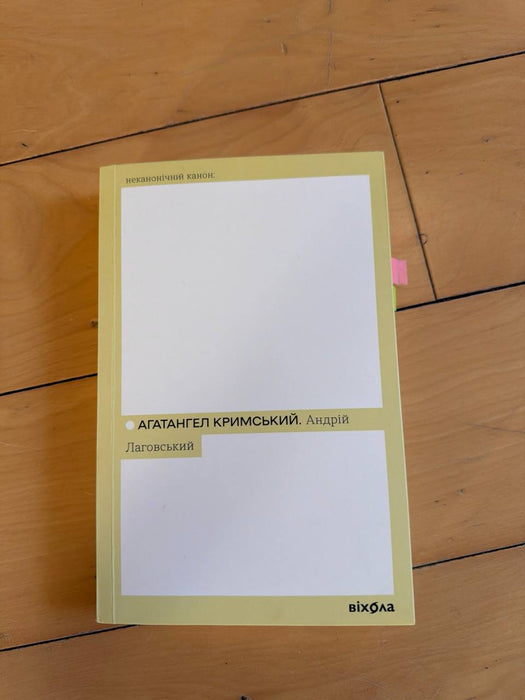 неканонічний канон:
АГАТАНГЕЛ КРИМСЬКИЙ. Андрій
Лаговський
віхола